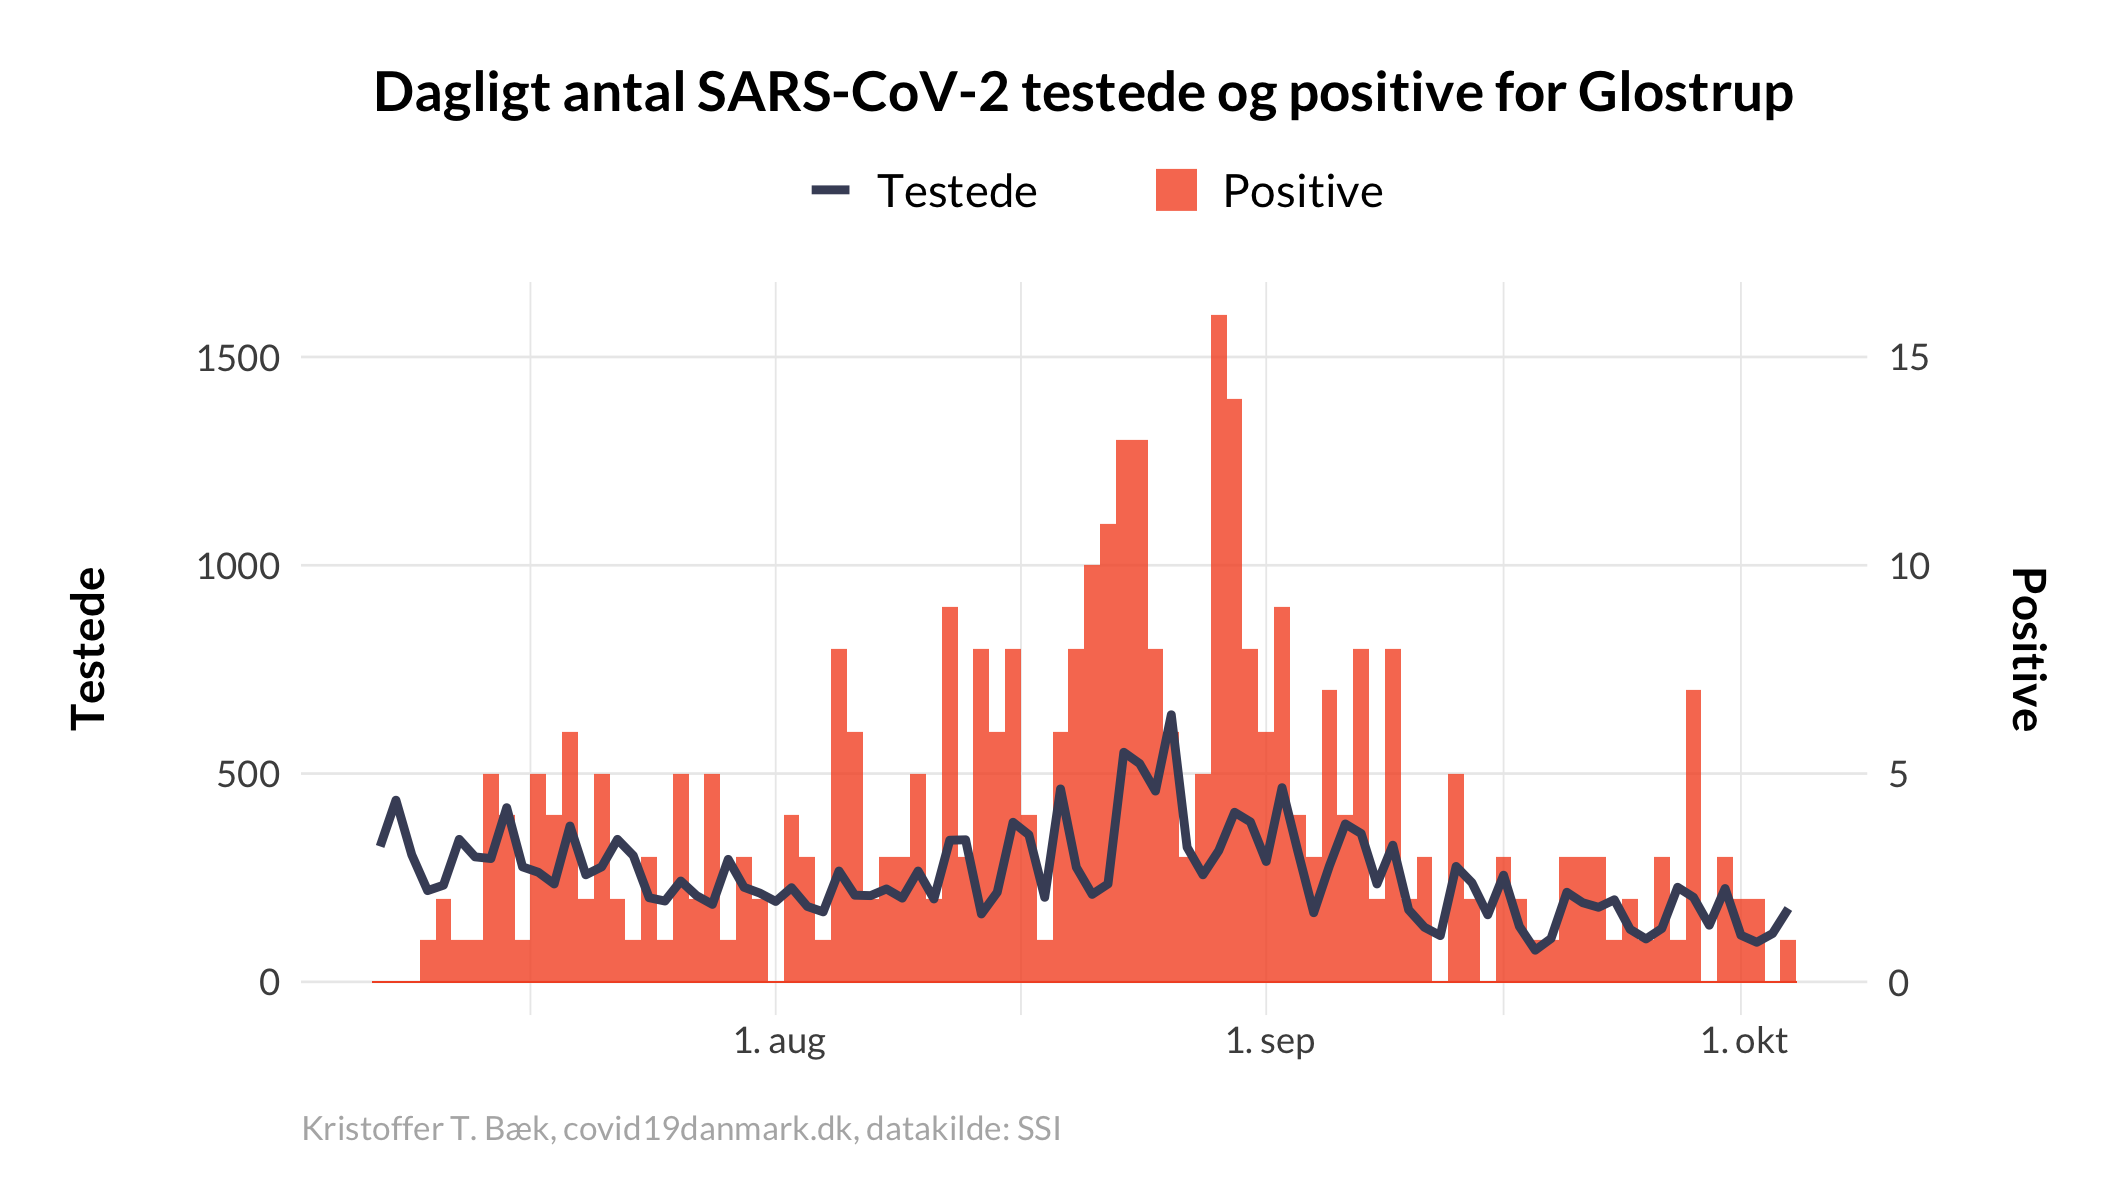 Dagligt antal SARS-CoV-2 testede og positive for Glostrup
Testede
Positive
1500
1000
500
0
15
10
5
0
Testede
Positive
1. aug
1. sep
1. okt
Kristoffer T. Bæk, covid19danmark.dk, datakilde: SSI